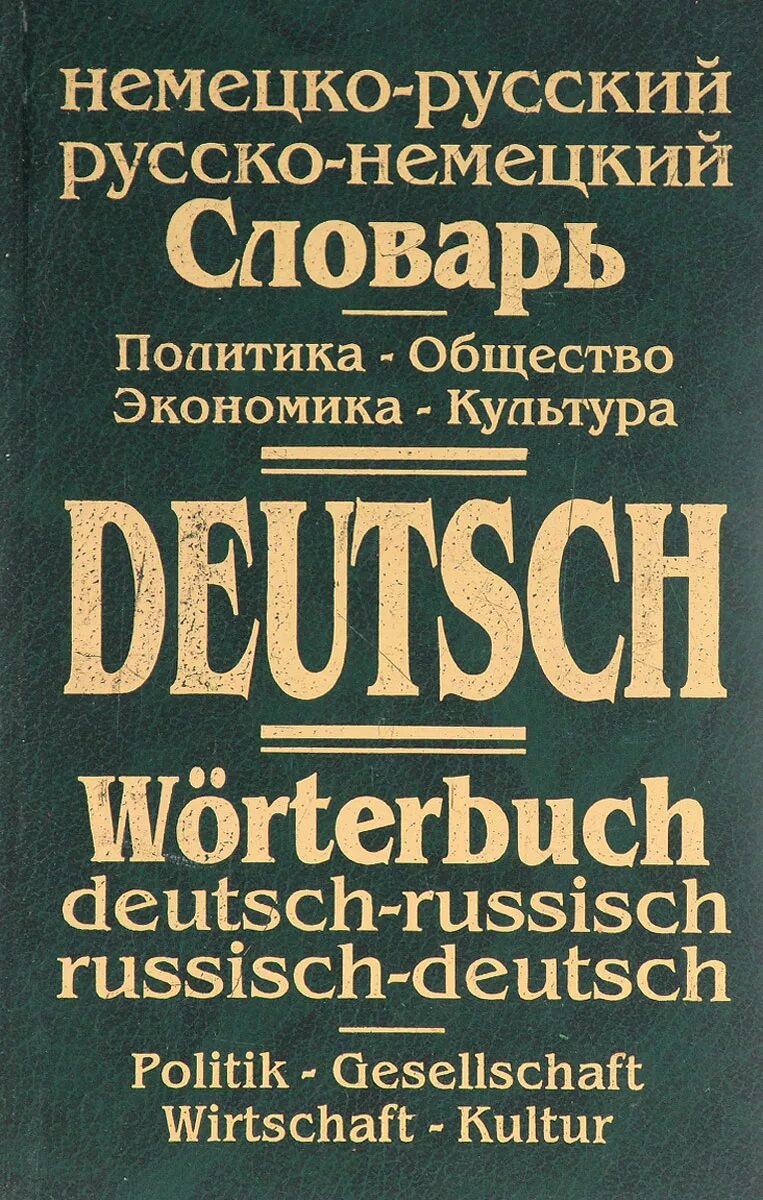 немецко-русский
русско-немецкий
Словарь
Политика - Общество
Экономика - Культура
DEUTSCH
Wörterbuch
deutsch-russisch
russisch-deutsch
Politik - Gesellschaft
Wirtschaft - Kultur